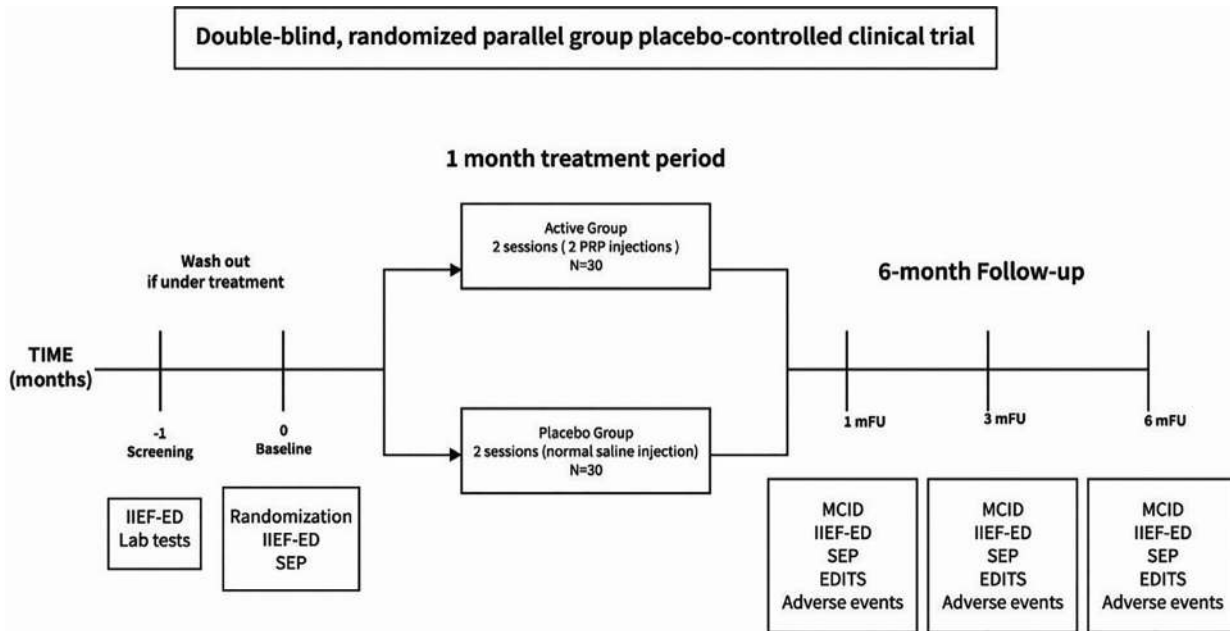 Double-blind, randomized parallel group placebo-controlled clinical trial
1 month treatment period
Active Group
2 sessions ( 2 PRP injections )
N=30
Wash out
if under treatment
6-month Follow-up
TIME
(months)
-1
Screening
0
Baseline
1 mFU
3 mFU
6 mFU
Placebo Group
2 sessions (normal saline injection)
N=30
IIEF-ED
Lab tests
Randomization
IIEF-ED
SEP
MCID
IIEF-ED
SEP
EDITS
Adverse events
MCID
IIEF-ED
SEP
EDITS
Adverse events
MCID
IIEF-ED
SEP
EDITS
Adverse events